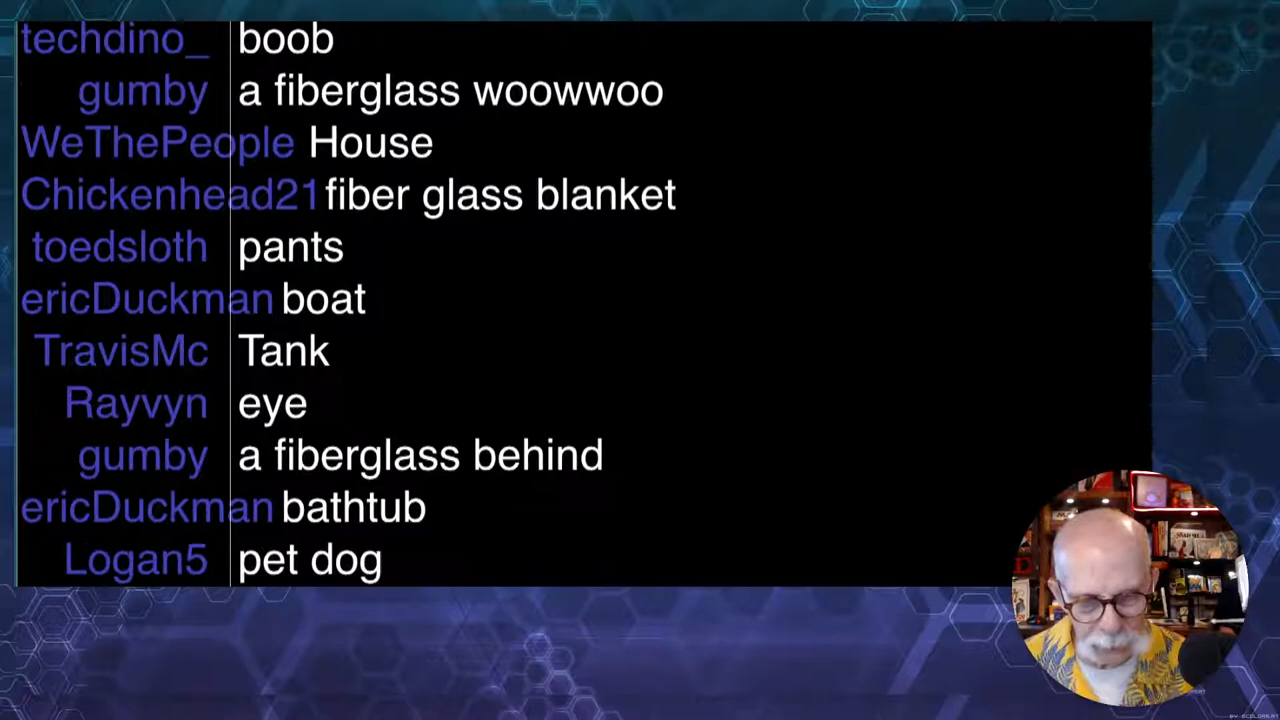 techdino_ boob
gumby a fiberglass woowwoo
WeThePeople House
Chickenhead21 fiber glass blanket
toedsloth pants
ericDuckman boat
TravisMc Tank
Rayvyn eye
gumby a fiberglass behind
ericDuckman bathtub
Logan5 pet dog